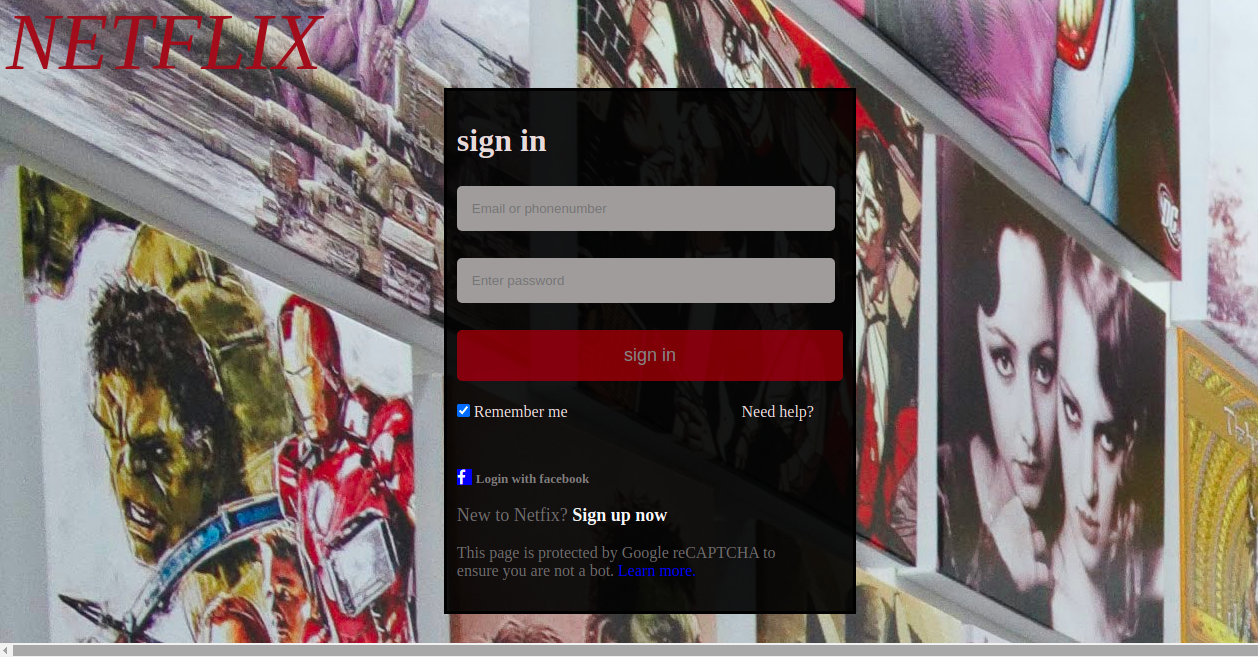 NETFLIX
sign in
Email or phonenumber
Enter password
sign in
Remember me
Need help?
f Login with facebook
New to Netfix? Sign up now
This page is protected by Google reCAPTCHA to
ensure you are not a bot. Learn more.
DC